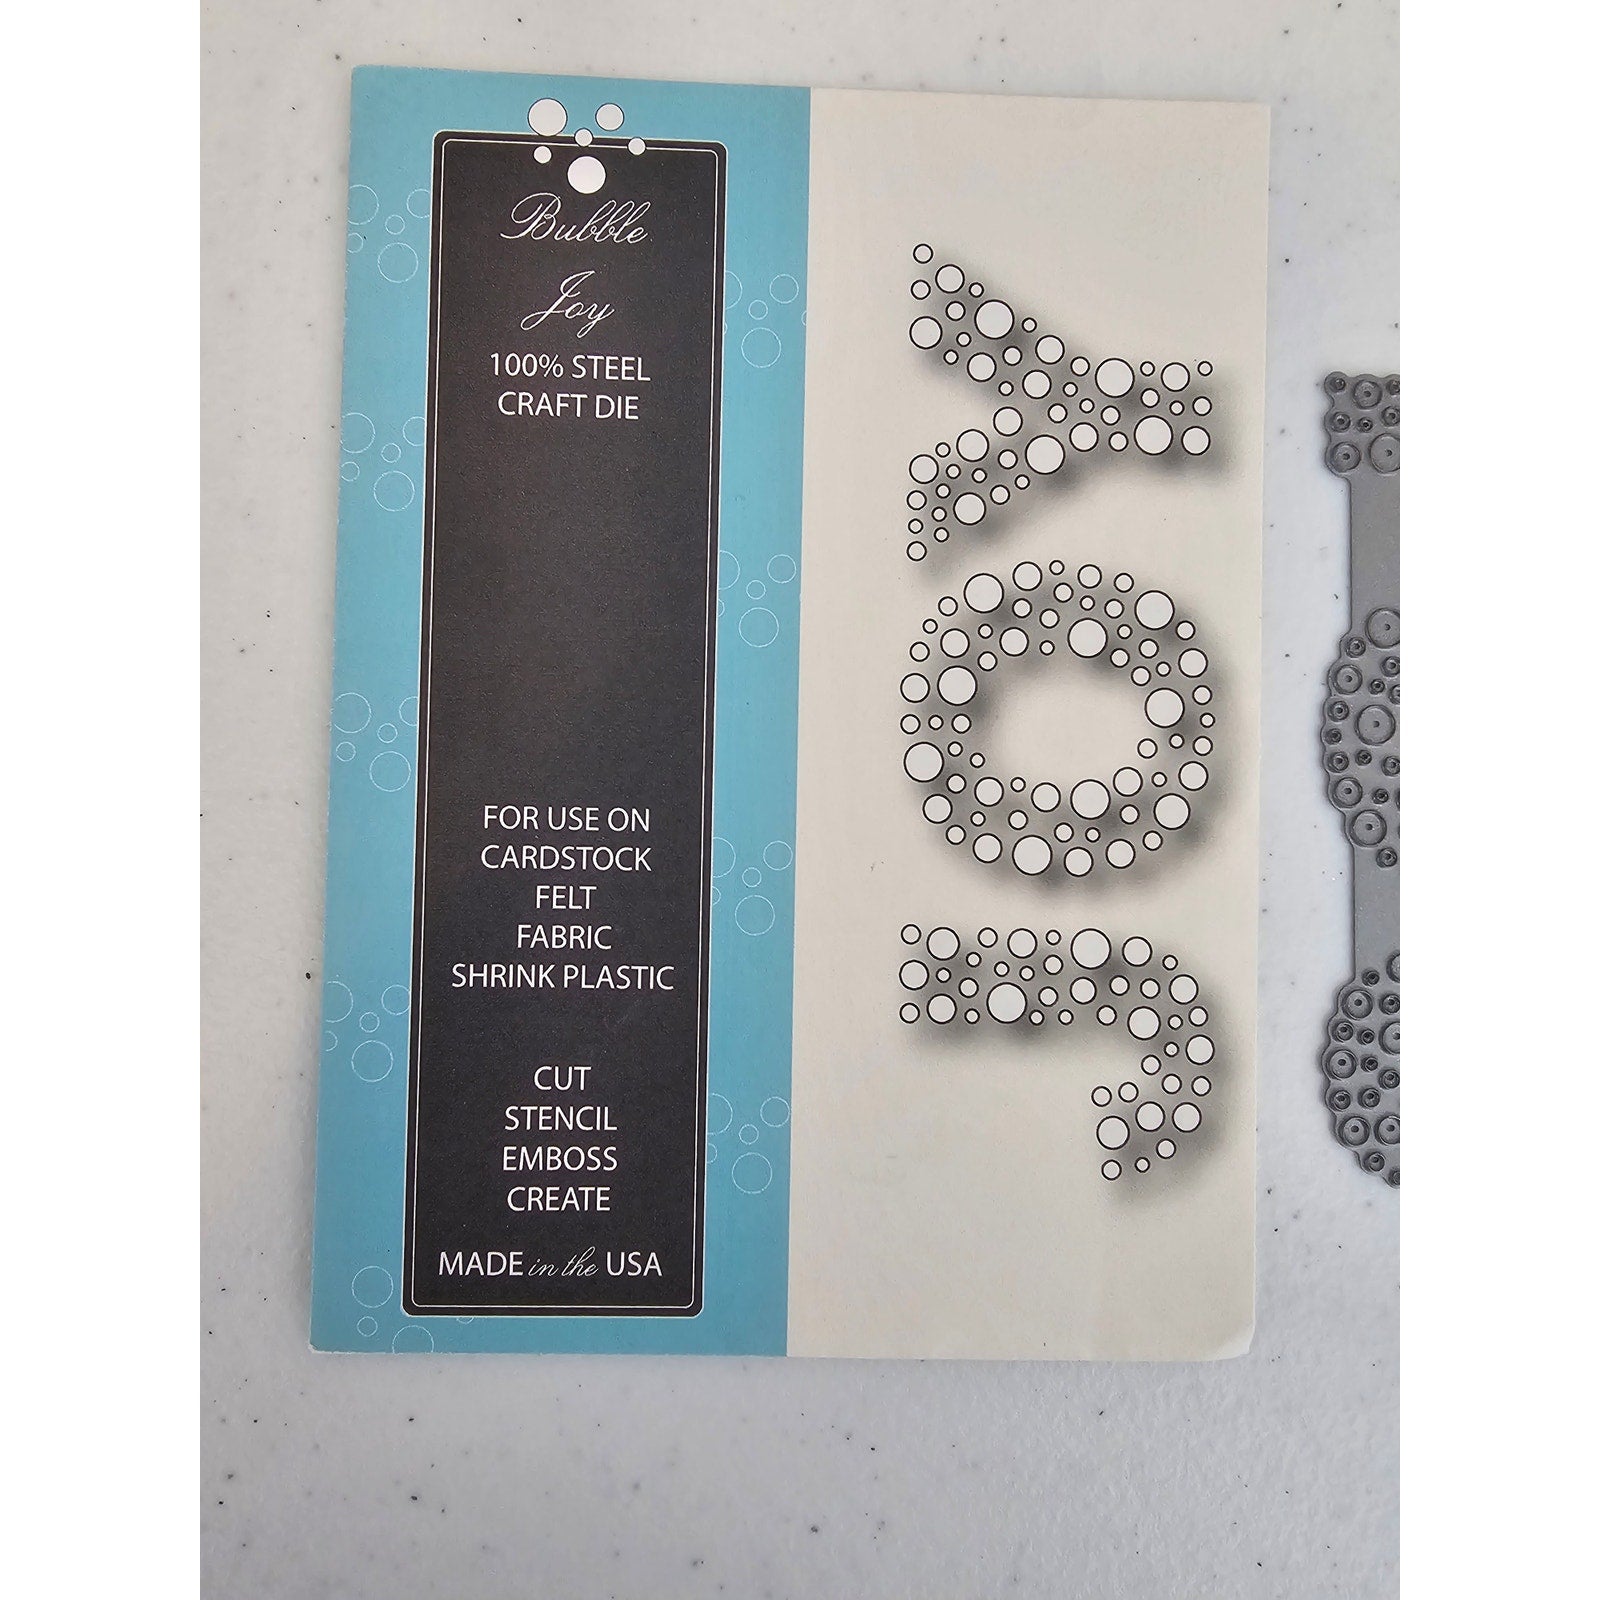 Bubble
Joy
100% STEEL
CRAFT DIE
FOR USE ON
CARDSTOCK
FELT
FABRIC
SHRINK PLASTIC
CUT
STENCIL
EMBOSS
CREATE
MADE in the USA
JOY